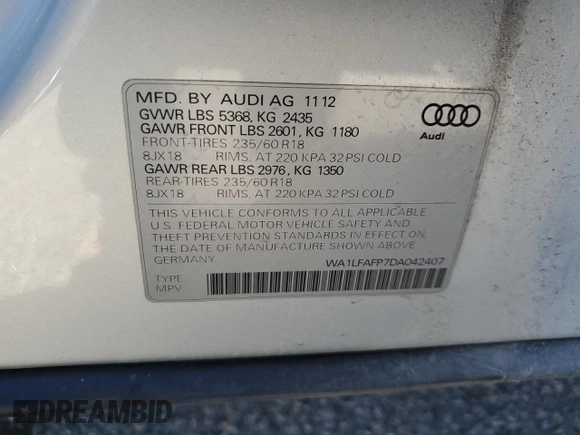 MFD. BY AUDI AG 11 12
GVWR LBS 5368, KG 2435
GAWR FRONT LBS 2601, KG 1180
FRONT-TIRES 235/60 R18
8JX18 RIMS, AT 220 KPA 32 PSI COLD
GAWR REAR LBS 2976, KG 1350
REAR-TIRES 235/60 R18
8JX18 RIMS, AT 220 KPA 32 PSI COLD
Audi
THIS VEHICLE CONFORMS TO ALL APPLICABLE
U S FEDERAL MOTOR VEHICLE SAFETY AND
THEFT PREVENTION STANDARDS IN EFFECT ON
THE DATE OF MANUFACTURE SHOWN ABOVE.
GERMANY
WA1LFAFP7DA042407
TYPE:
MPV
DREAMBID